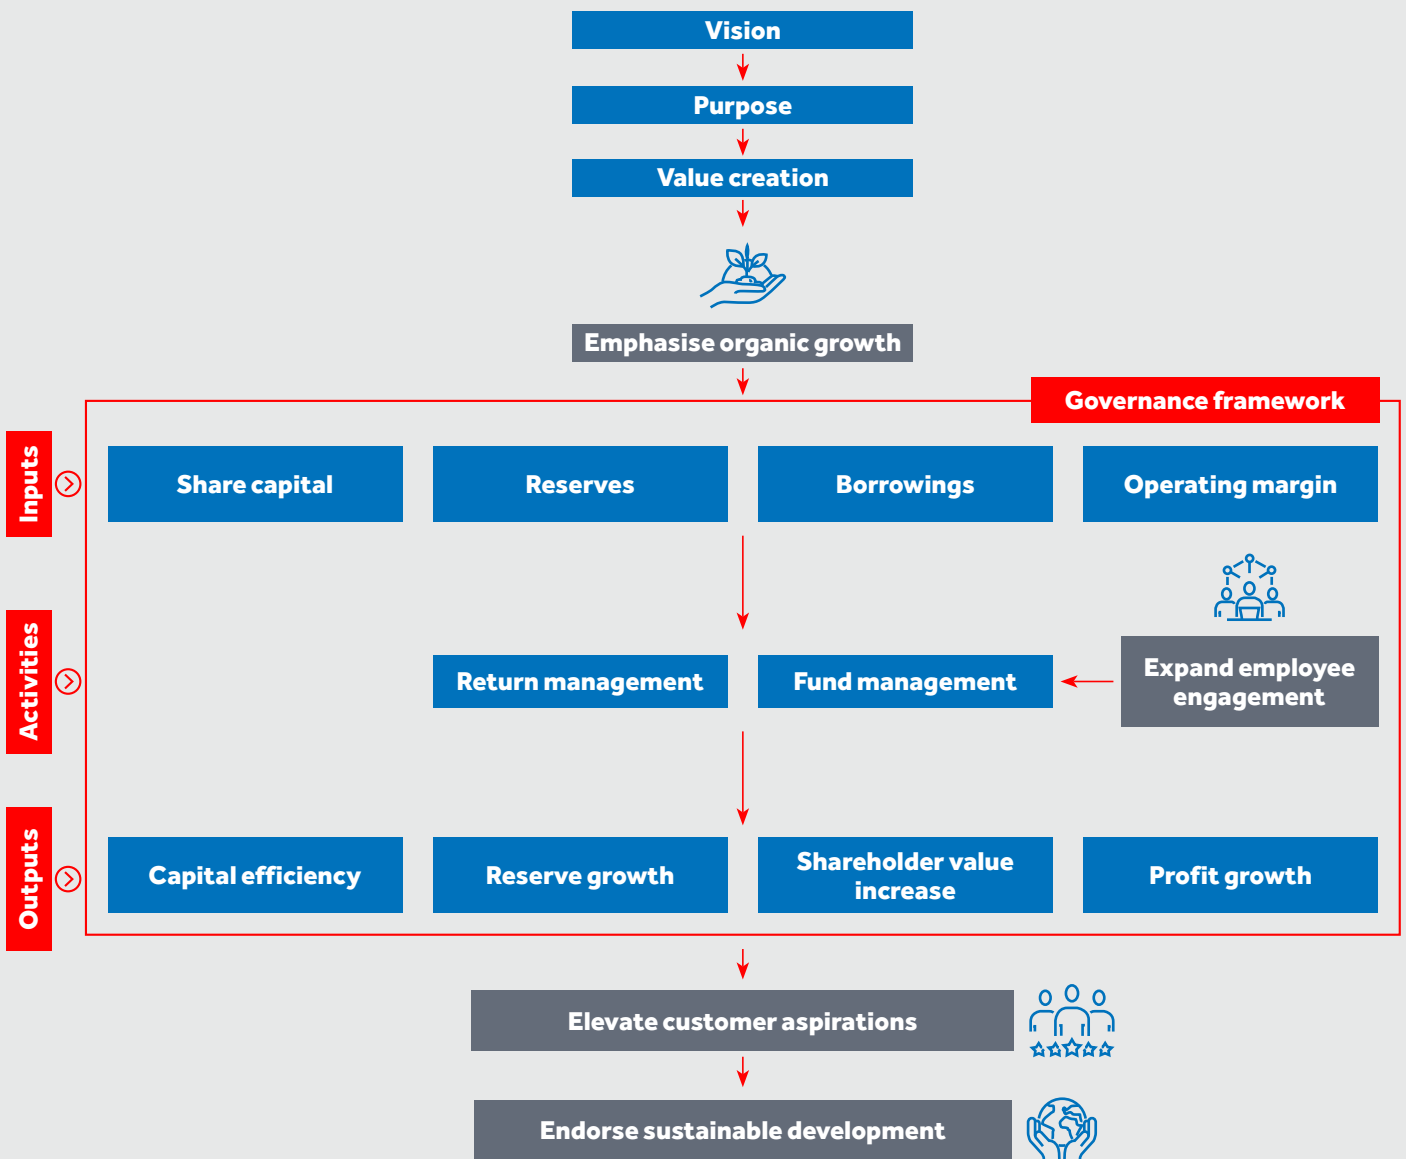 Vision
Purpose
Value creation
Emphasise organic growth
Governance framework
Inputs
Share capital
Reserves
Borrowings
Operating margin
Activities
Return management
Fund management
Expand employee
engagement
Outputs
Capital efficiency
Reserve growth
Shareholder value
increase
Profit growth
Elevate customer aspirations
Endorse sustainable development